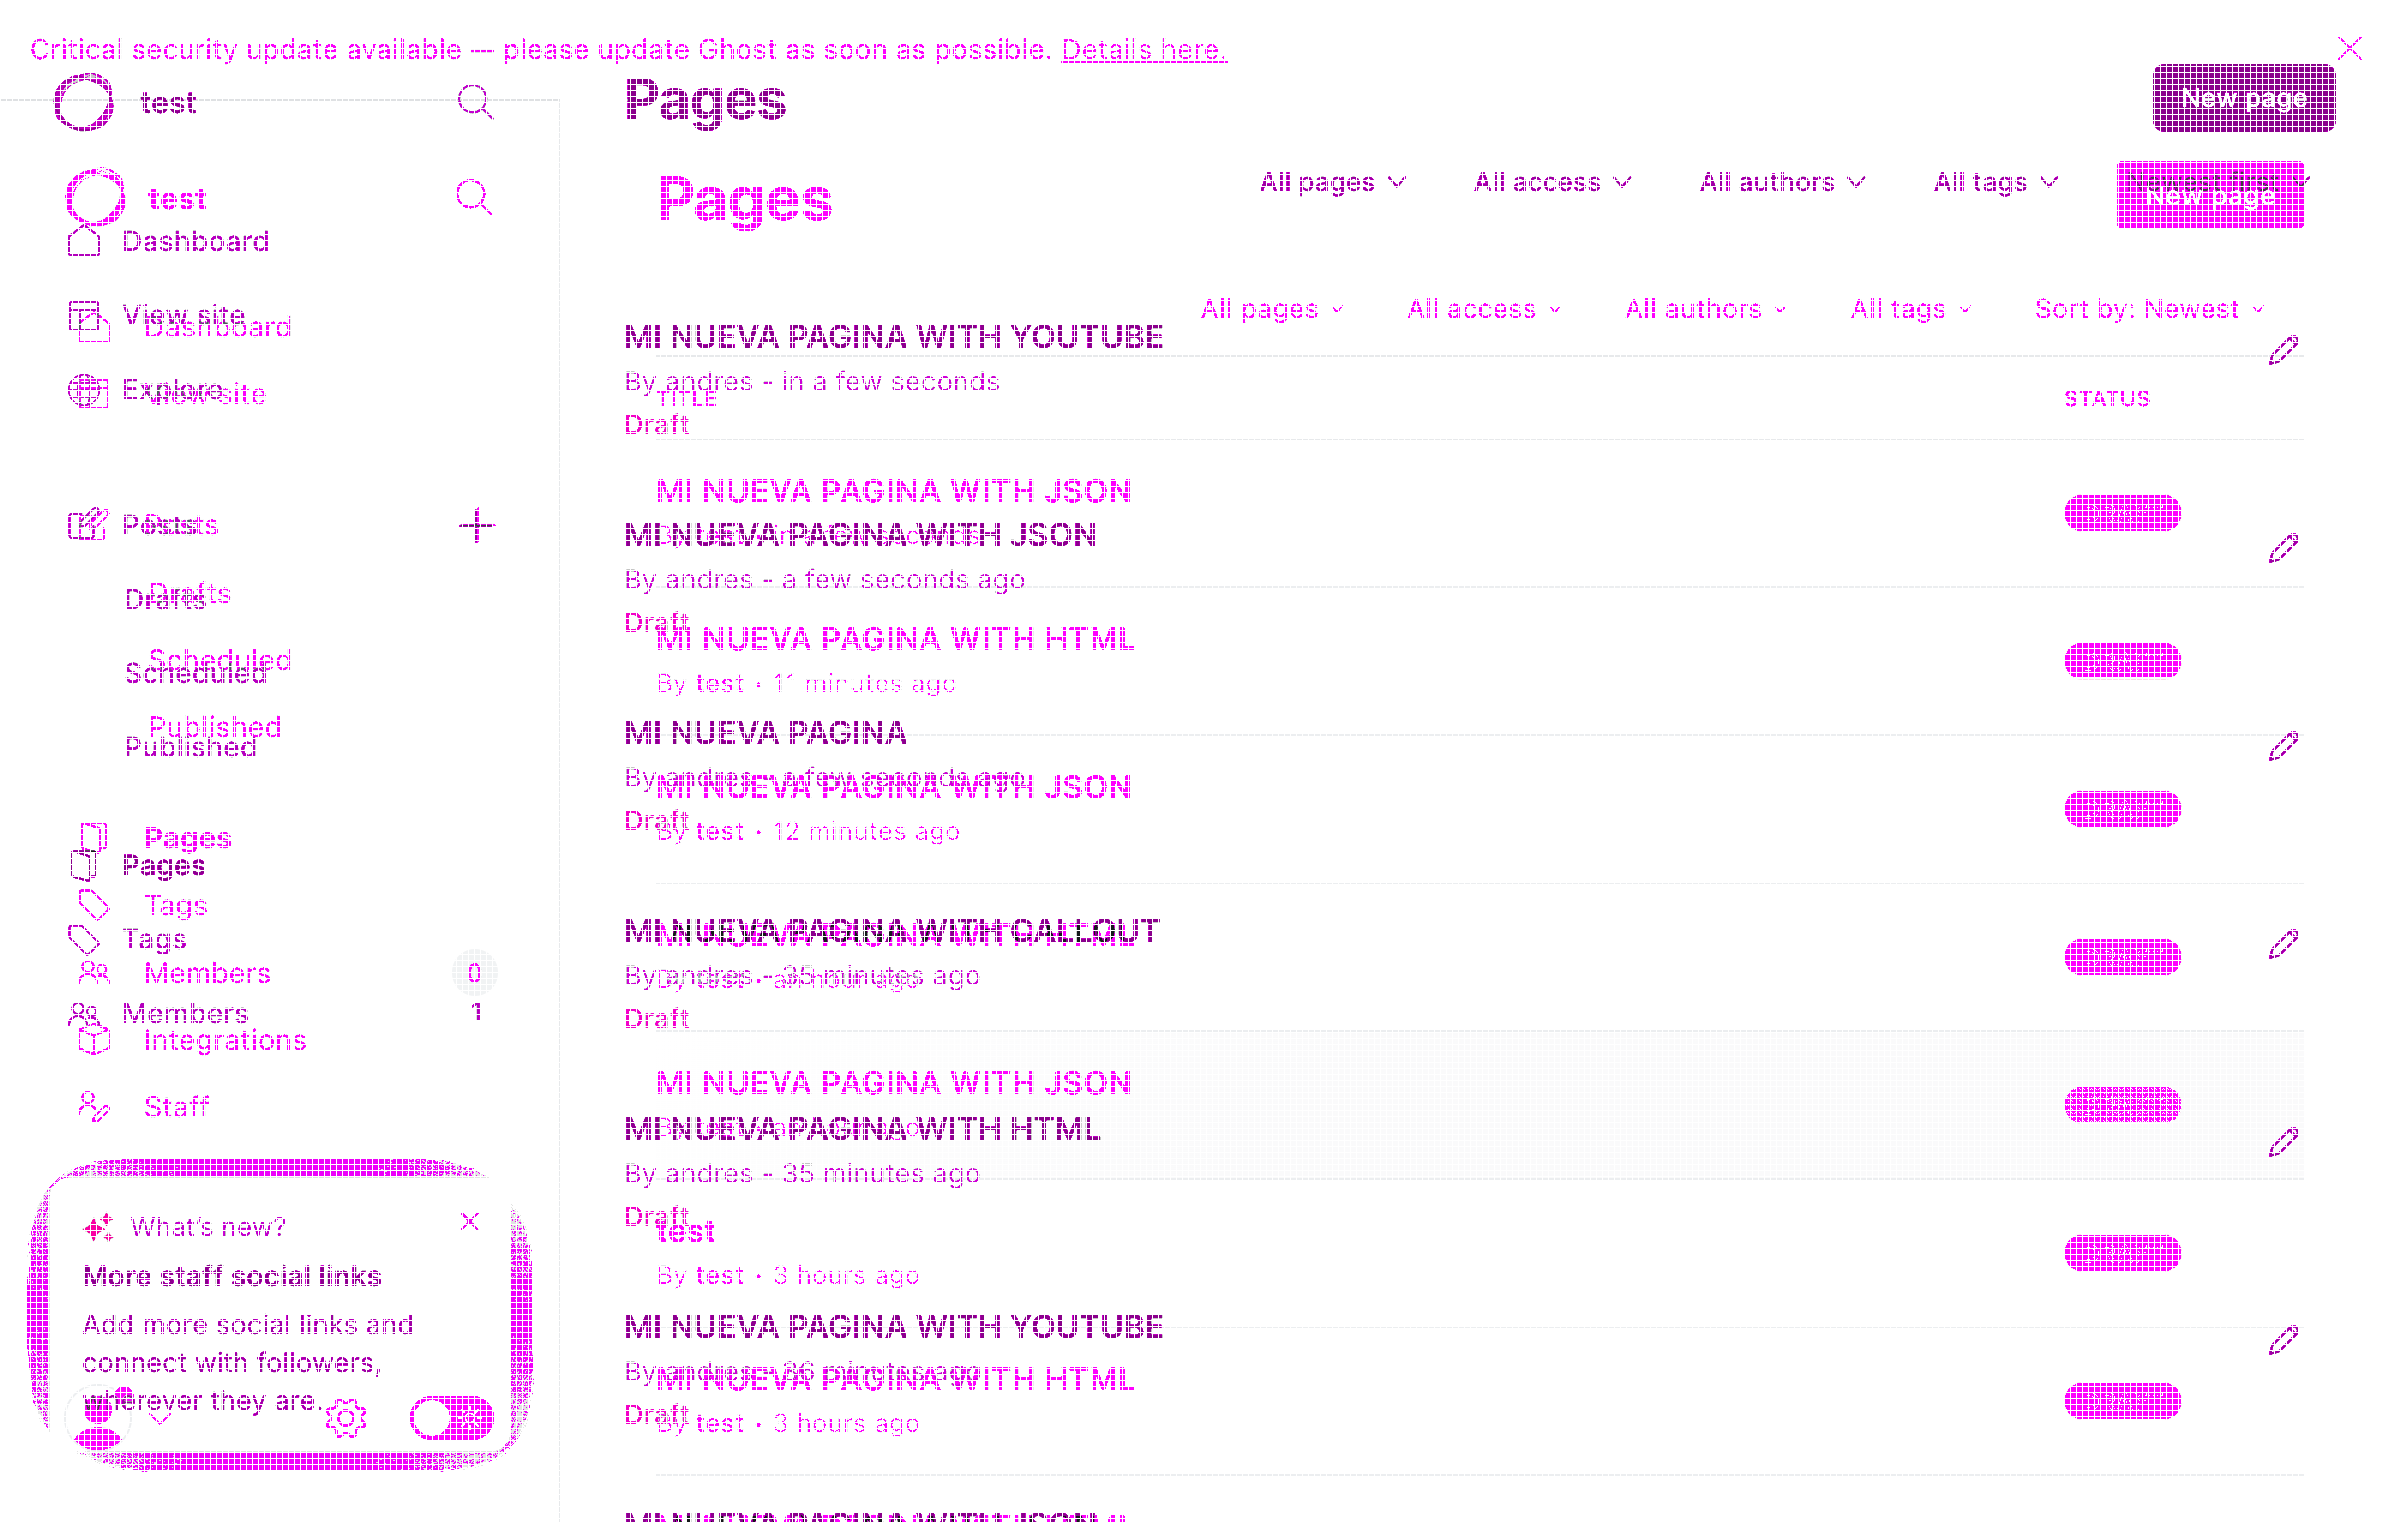 Critical security update available — please update Ghost as soon as possible. Details here.
test
Pages
New page
test
Pages
All pages
All access
All authors
All tags
New page
Dashboard
View site
Dashboard
All pages
All access
All authors
All tags
Sort by: Newest
MI NUEVA PAGINA WITH YOUTUBE
By andres - in a few seconds
Explore
View site
TITLE
STATUS
Draft
MI NUEVA PAGINA WITH JSON
Posts
Posts
MI NUEVA PAGINA WITH JSON
By andres - a few seconds ago
Drafts
Drafts
Draft
MI NUEVA PAGINA WITH HTML
Scheduled
Scheduled
By test • 11 minutes ago
Published
Published
MI NUEVA PAGINA
By andres - a few seconds ago
MI NUEVA PAGINA WITH JSON
Draft
By test • 12 minutes ago
Pages
Pages
Tags
Tags
MI NUEVA PAGINA WITH CALLOUT
By andres - 35 minutes ago
Members 0
Draft
Members 1
Integrations
MI NUEVA PAGINA WITH JSON
Staff
MI NUEVA PAGINA WITH HTML
By andres - 35 minutes ago
Draft
test
What's new?
More staff social links
By test • 3 hours ago
Add more social links and
connect with followers,
wherever they are.
MI NUEVA PAGINA WITH YOUTUBE
By andres - 36 minutes ago
MI NUEVA PAGINA WITH HTML
Draft
By test • 3 hours ago